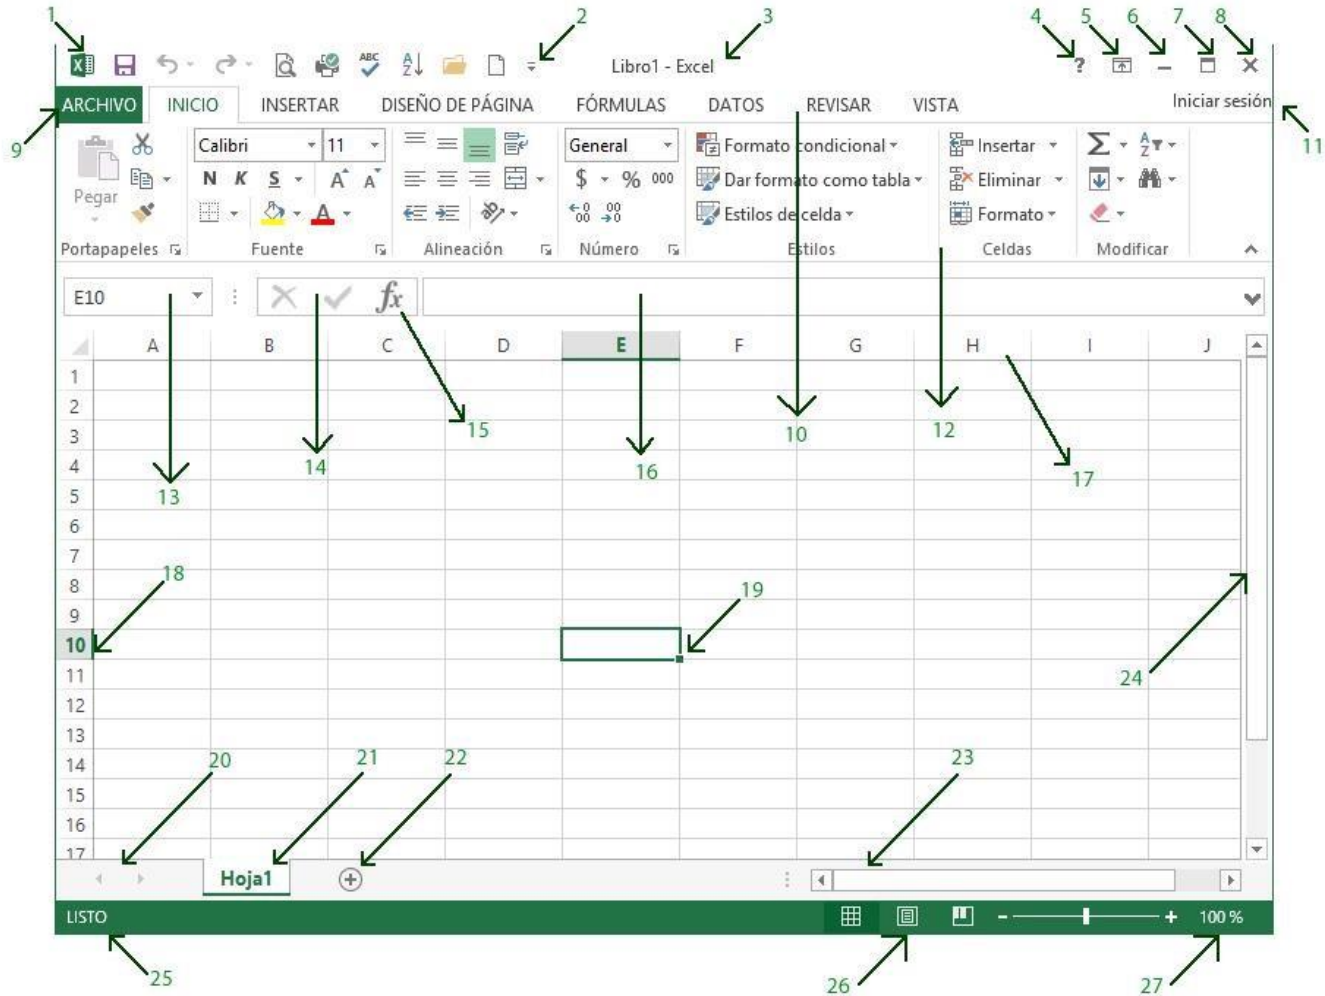 1 2 3 4 5 6 7 8
ABC A Z Libro1 - Excel ?
ARCHIVO INICIO INSERTAR DISEÑO DE PÁGINA FÓRMULAS DATOS REVISAR VISTA Iniciar sesión
9 11
Calibri 11 General Formato condicional Insertar Σ A Z
Pegar N K S A A $ % 000 Dar formato como tabla Eliminar
A 00 00 0 Estilos de celda Formato
Portapapeles Fuente Alineación Número Estilos Celdas Modificar
E10 fx
A B C D E F G H I J
1
2
3 15 10 12
4 14 16 17
5 13
6
7
8 18 19
9
10
11 24
12
13
14 20 21 22 23
15
16
17
Hoja1
LISTO - + 100 %
25 26 27